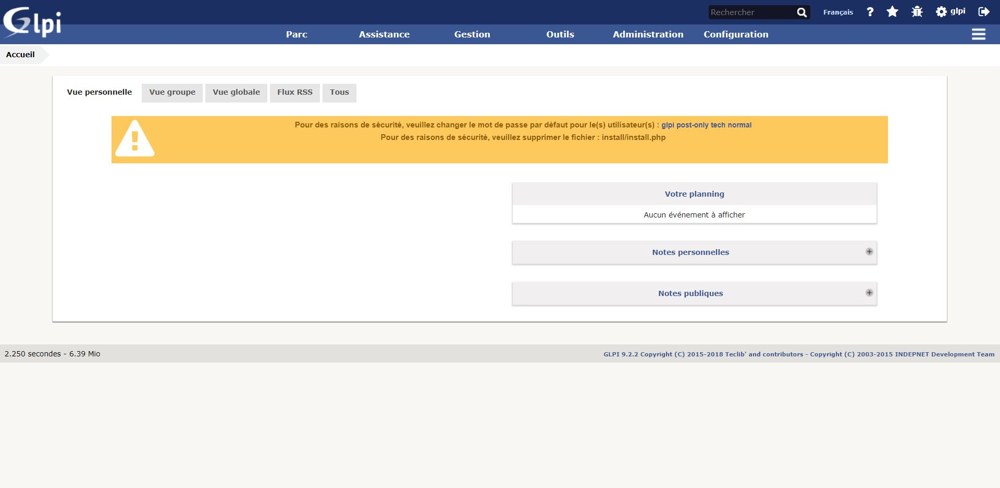 Glpi
Rechercher
Français
glpi
Parc
Assistance
Gestion
Outils
Administration
Configuration
Accueil
Vue personnelle
Vue groupe
Vue globale
Flux RSS
Tous
Pour des raisons de sécurité, veuillez changer le mot de passe par défaut pour le(s) utilisateur(s) : glpi post-only tech normal
Pour des raisons de sécurité, veuillez supprimer le fichier : install/install.php
Votre planning
Aucun événement à afficher
Notes personnelles
Notes publiques
2.250 secondes - 6.39 Mio
GLPI 9.2.2 Copyright (C) 2015-2018 Teclib' and contributors - Copyright (C) 2003-2015 INDEPNET Development Team